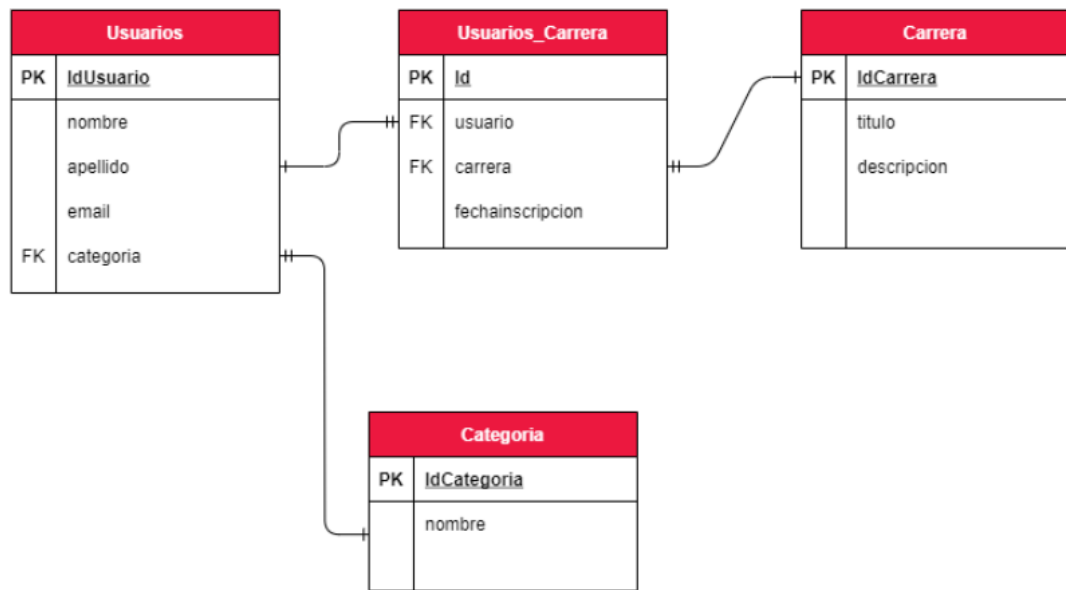 Usuarios
PK IdUsuario
nombre
apellido
email
FK categoria
Usuarios_Carrera
PK Id
FK usuario
FK carrera
fechainscripcion
Carrera
PK IdCarrera
titulo
descripcion
Categoria
PK IdCategoria
nombre